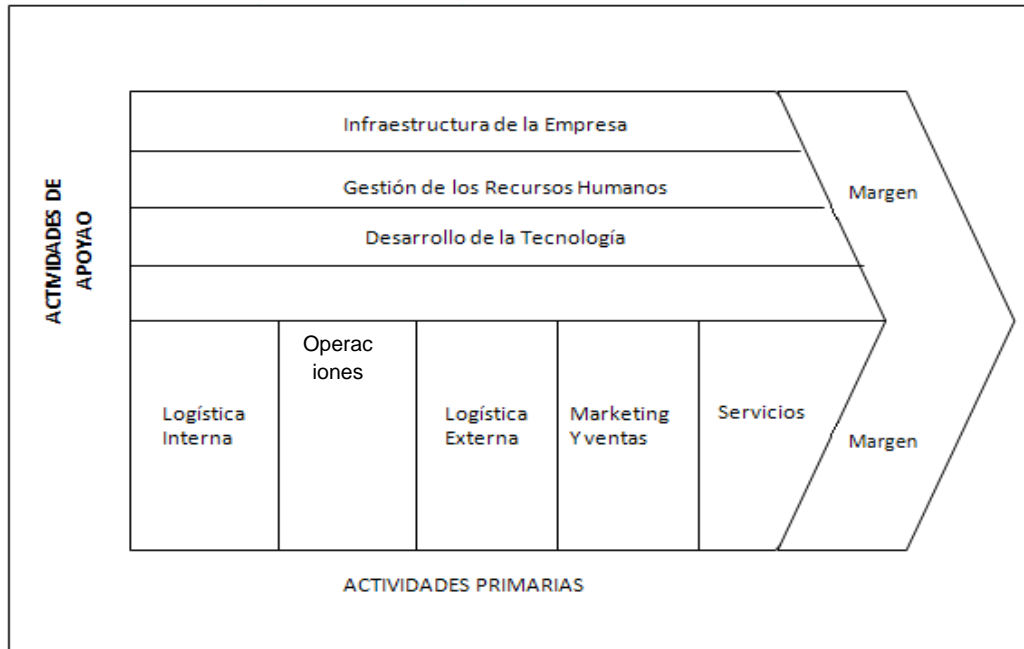 Infraestructura de la Empresa
Gestión de los Recursos Humanos
Desarrollo de la Tecnología
ACTIVIDADES DE
APOYAO
Margen
Operac
iones
Logística
Interna
Logística
Externa
Marketing
Y ventas
Servicios
Margen
ACTIVIDADES PRIMARIAS